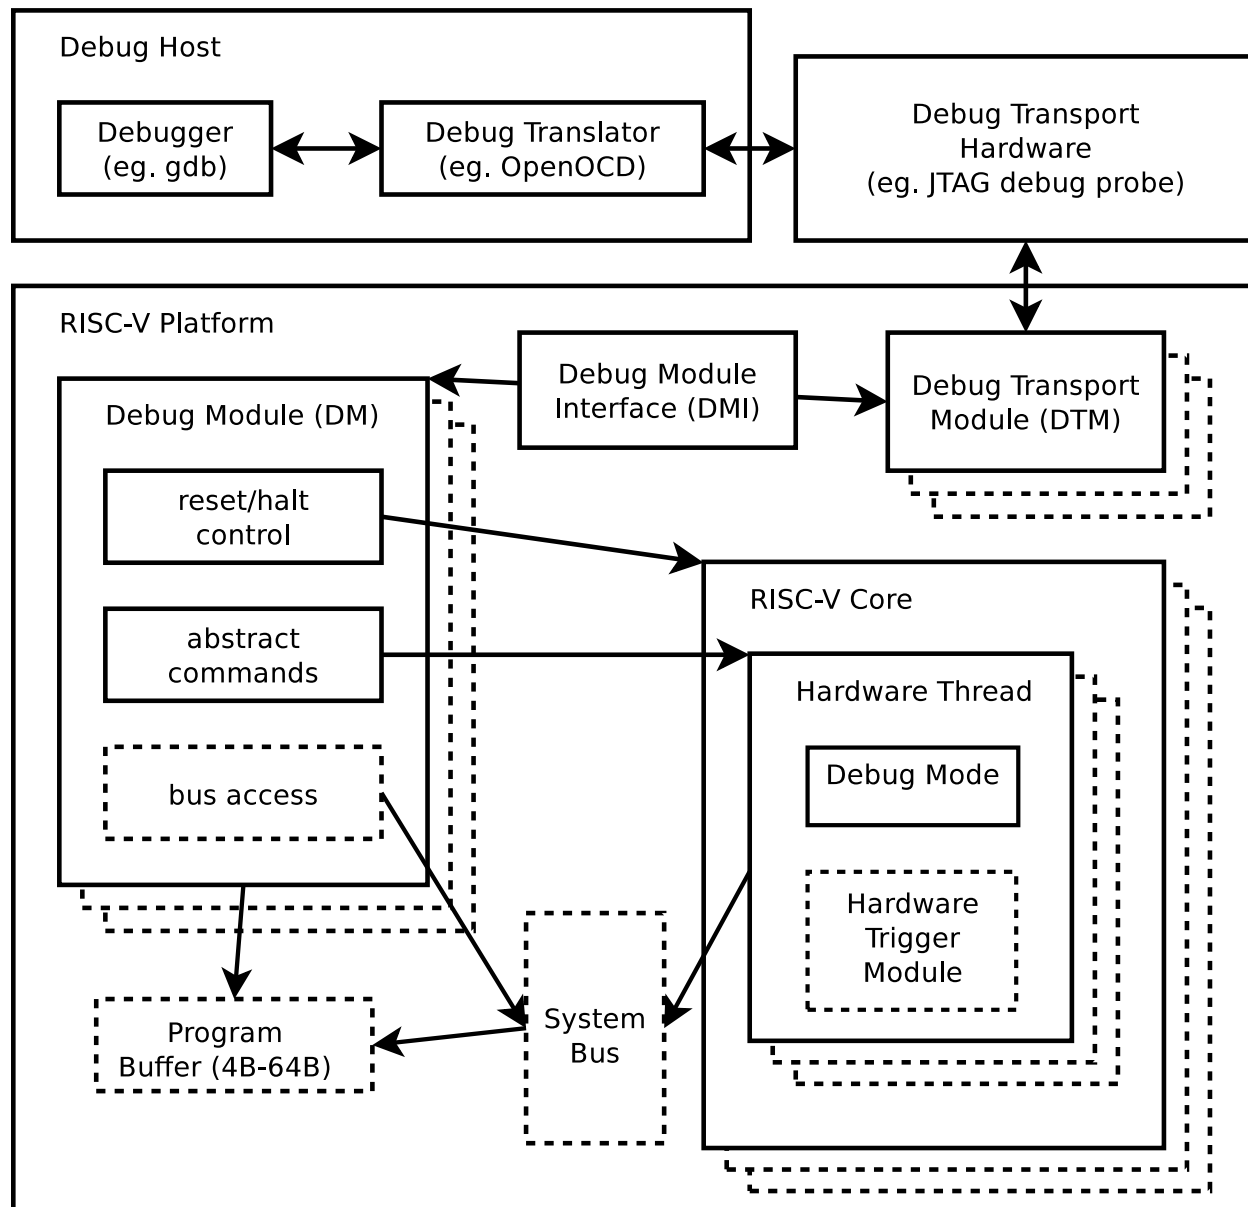 Debug Host
Debugger
(eg. gdb)
Debug Translator
(eg. OpenOCD)
Debug Transport
Hardware
(eg. JTAG debug probe)
RISC-V Platform
Debug Module
Interface (DMI)
Debug Transport
Module (DTM)
Debug Module (DM)
reset/halt
control
abstract
commands
bus access
RISC-V Core
Hardware Thread
Debug Mode
Hardware
Trigger
Module
System
Bus
Program
Buffer (4B-64B)